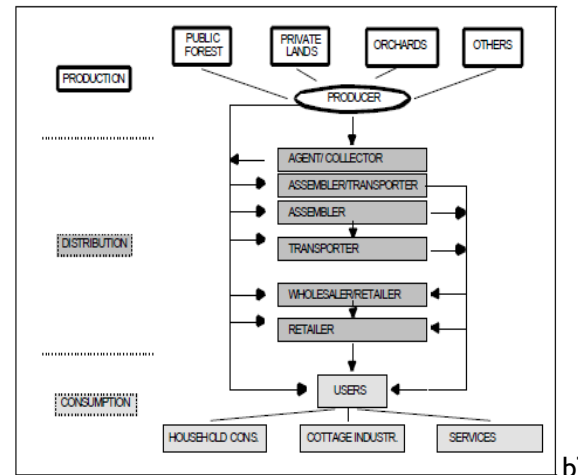 PUBLIC
FOREST
PRIVATE
LANDS
ORCHARDS
OTHERS
PRODUCTION
PRODUCER
AGENT/ COLLECTOR
ASSEMBLER/TRANSPORTER
ASSEMBLER
DISTRIBUTION
TRANSPORTER
WHOLESALER/RETAILER
RETAILER
USERS
CONSUMPTION
HOUSEHOLD CONS.
COTTAGE INDUSTR.
SERVICES